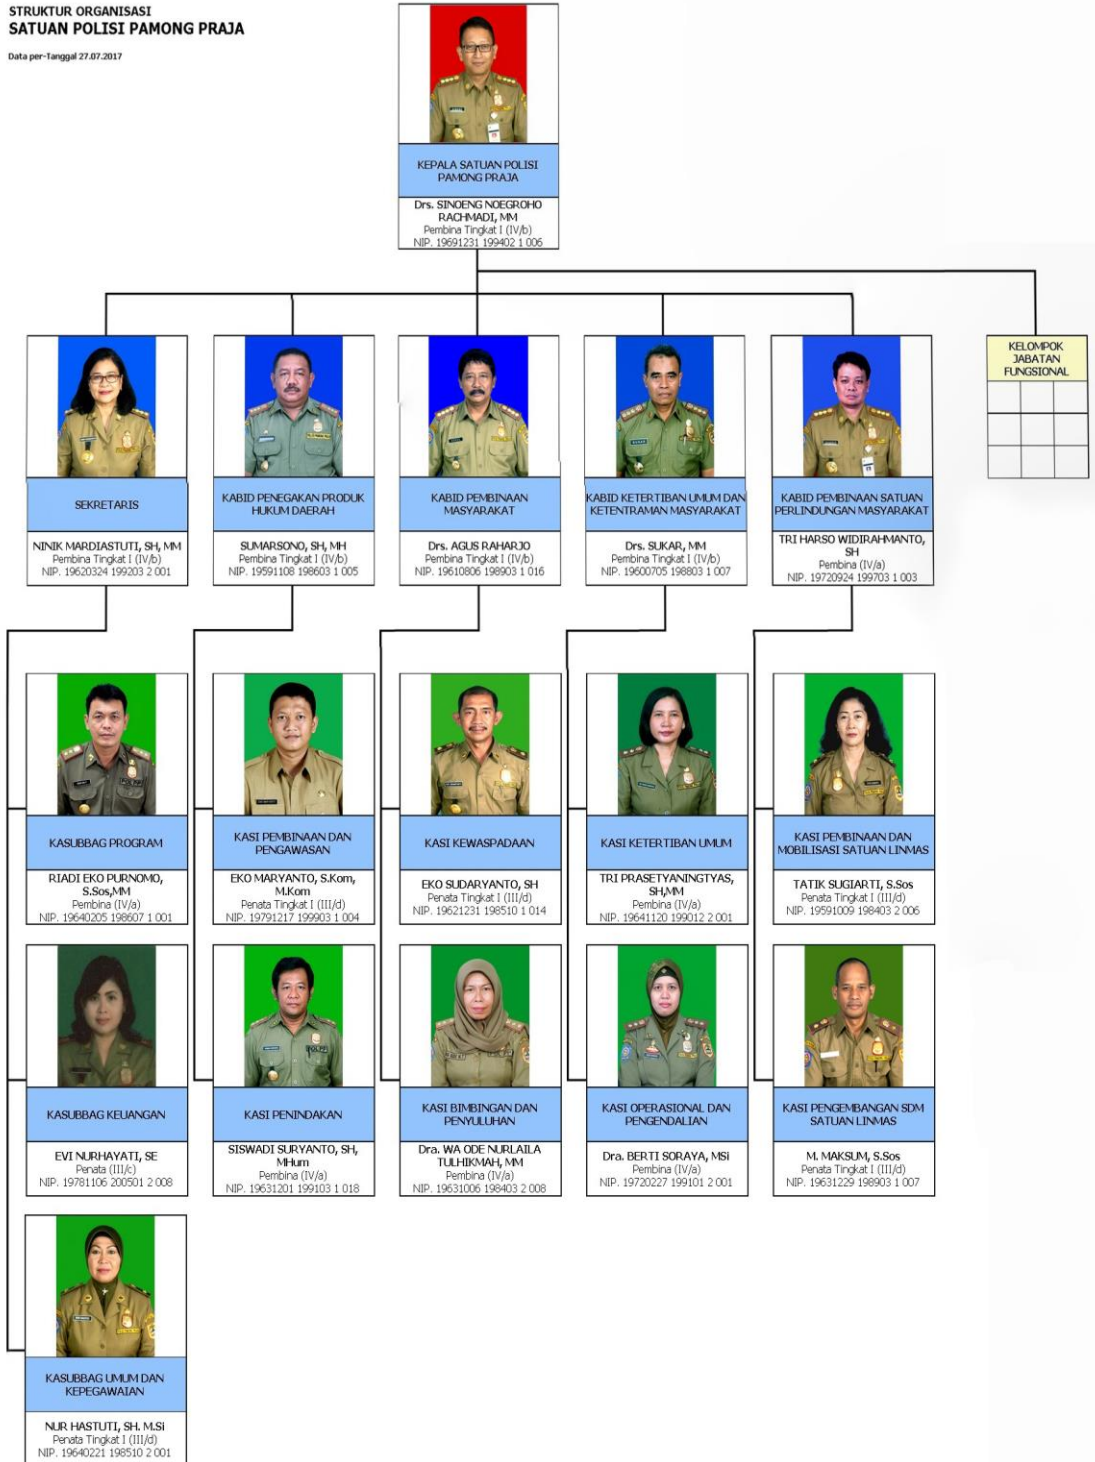 STRUKTUR ORGANISASI
SATUAN POLISI PAMONG PRAJA
Data per-Tanggal 27.07.2017
KEPALA SATUAN POLISI
PAMONG PRAJA
Drs. SINOENG NOEGROHO
RACHMADI, MM
Pembina Tingkat I (IV/b)
NIP. 19691231 199402 1 006
KELOMPOK
JABATAN
FUNGSIONAL
SEKRETARIS
NINIK MARDIASTUTI, SH, MM
Pembina Tingkat I (IV/b)
NIP. 19620324 199203 2 001
KABID PENEGAKAN PRODUK
HUKUM DAERAH
SUMARSONO, SH, MH
Pembina Tingkat I (IV/b)
NIP. 19591108 198603 1 005
KABID PEMBINAAN
MASYARAKAT
Drs. AGUS RAHARJO
Pembina Tingkat I (IV/b)
NIP. 19610806 198903 1 016
KABID KETERTIBAN UMUM DAN
KETENTRAMAN MASYARAKAT
Drs. SUKAR, MM
Pembina Tingkat I (IV/b)
NIP. 19600705 198803 1 007
KABID PEMBINAAN SATUAN
PERLINDUNGAN MASYARAKAT
TRI HARSO WIDIRAHMANTO,
SH
Pembina (IV/a)
NIP. 19720924 199703 1 003
KASUBBAG PROGRAM
RIADI EKO PURNOMO,
S.Sos,MM
Pembina (IV/a)
NIP. 19640205 198607 1 001
KASI PEMBINAAN DAN
PENGAWASAN
EKO MARYANTO, S.Kom,
M.Kom
Penata Tingkat I (III/d)
NIP. 19791217 199903 1 004
KASI KEWASPADAAN
EKO SUDARYANTO, SH
Penata Tingkat I (III/d)
NIP. 19621231 198510 1 014
KASI KETERTIBAN UMUM
TRI PRASETYANINGTYAS,
SH,MM
Pembina (IV/a)
NIP. 19641120 199012 2 001
KASI PEMBINAAN DAN
MOBILISASI SATUAN LINMAS
TATIK SUGIARTI, S.Sos
Penata Tingkat I (III/d)
NIP. 19591009 198403 2 006
KASUBBAG KEUANGAN
EVI NURHAYATI, SE
Penata (III/c)
NIP. 19781106 200501 2 008
KASI PENINDAKAN
SISWADI SURYANTO, SH,
MHum
Pembina (IV/a)
NIP. 19631201 199103 1 018
KASI BIMBINGAN DAN
PENYULUHAN
Dra. WA ODE NURLAILA
TULHIKMAH, MM
Pembina (IV/a)
NIP. 19631006 198403 2 008
KASI OPERASIONAL DAN
PENGENDALIAN
Dra. BERTI SORAYA, MSi
Pembina (IV/a)
NIP. 19720227 199101 2 001
KASI PENGEMBANGAN SDM
SATUAN LINMAS
M. MAKSUM, S.Sos
Penata Tingkat I (III/d)
NIP. 19631229 198903 1 007
KASUBBAG UMUM DAN
KEPEGAWAIAN
NUR HASTUTI, SH. M.Si
Penata Tingkat I (III/d)
NIP. 19640221 198510 2 001